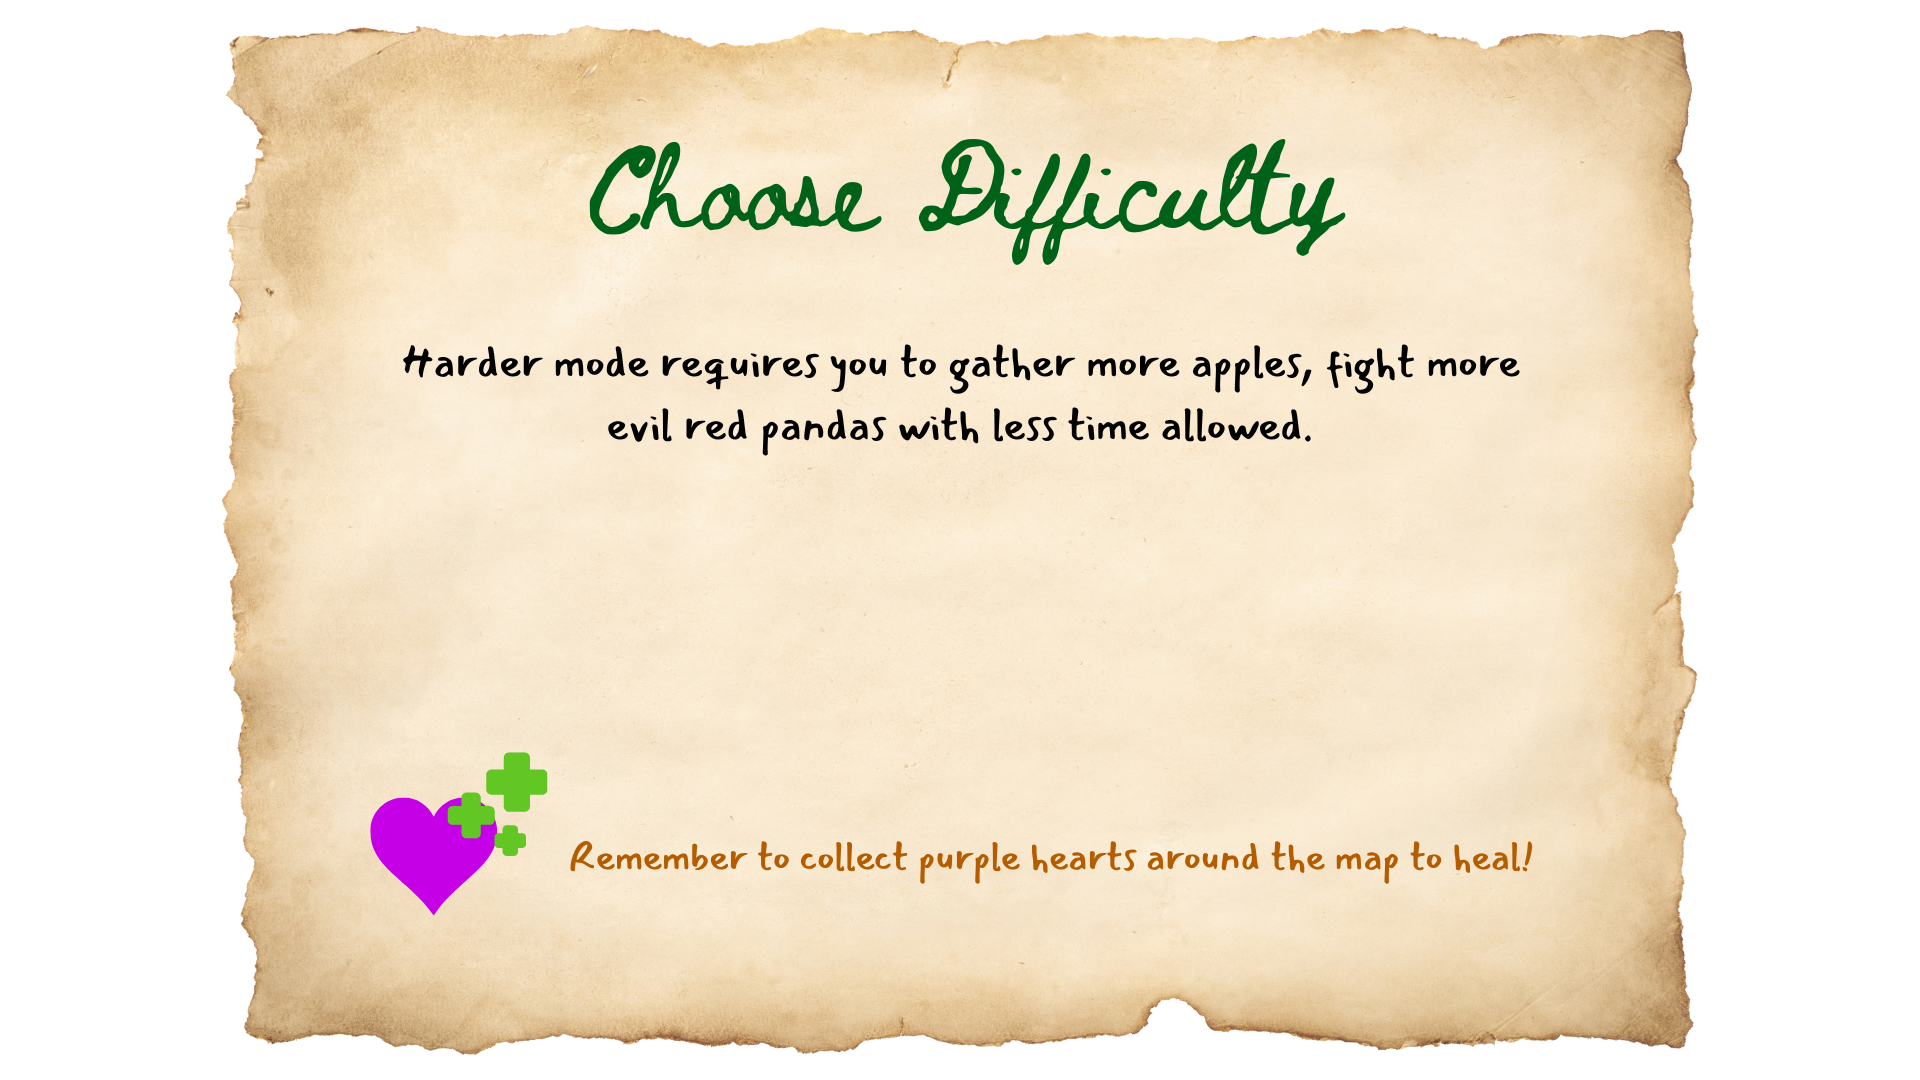 Choose Difficulty
Harder mode requires you to gather more apples, fight more
evil red pandas with less time allowed.
Remember to collect purple hearts around the map to heal!